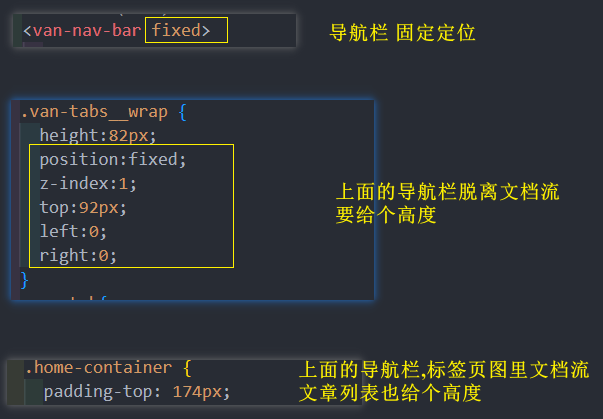 <van-nav-bar fixed>
导航栏 固定定位
.van-tabs__wrap {
height:82px;
position:fixed;
z-index:1;
top:92px;
left:0;
right:0;
}
上面的导航栏脱离文档流
要给个高度
.home-container {
padding-top: 174px;
上面的导航栏,标签页图里文档流
文章列表也给个高度